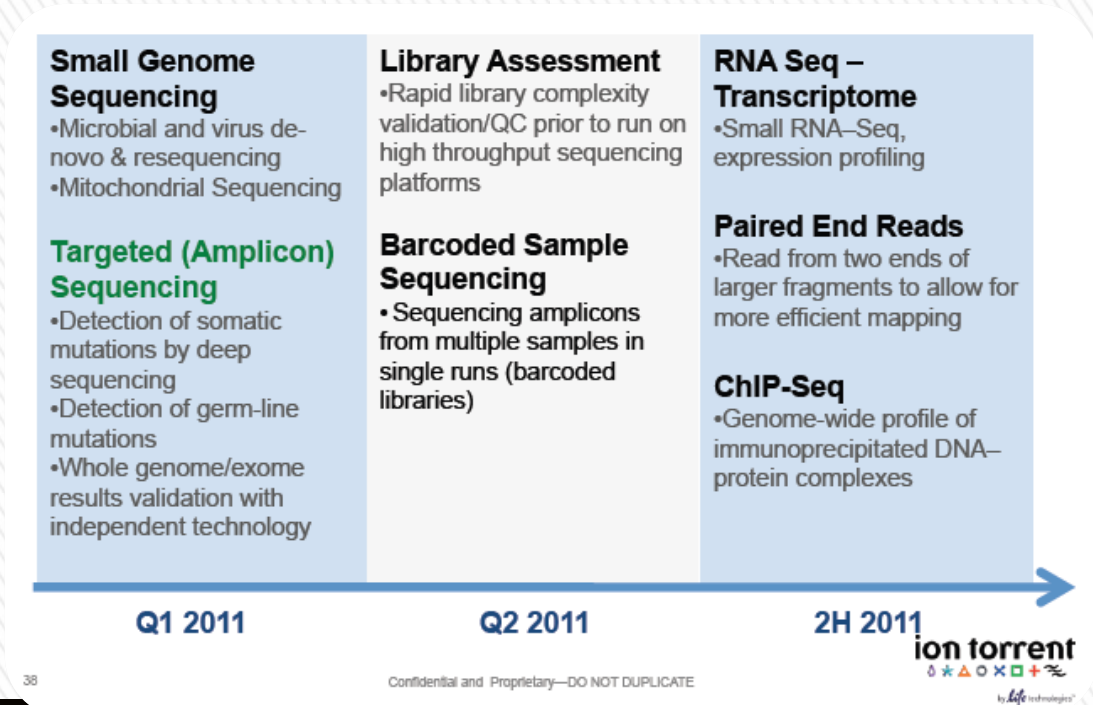 Small Genome
Sequencing
•Microbial and virus de-
novo & resequencing
•Mitochondrial Sequencing
Targeted (Amplicon)
Sequencing
•Detection of somatic
mutations by deep
sequencing
•Detection of germ-line
mutations
•Whole genome/exome
results validation with
independent technology
Library Assessment
•Rapid library complexity
validation/QC prior to run on
high throughput sequencing
platforms
Barcoded Sample
Sequencing
• Sequencing amplicons
from multiple samples in
single runs (barcoded
libraries)
RNA Seq –
Transcriptome
•Small RNA–Seq,
expression profiling
Paired End Reads
•Read from two ends of
larger fragments to allow for
more efficient mapping
ChIP-Seq
•Genome-wide profile of
immunoprecipitated DNA–
protein complexes
Q1 2011
Q2 2011
2H 2011
ion torrent
by life technologies™
38
Confidential and Proprietary—DO NOT DUPLICATE